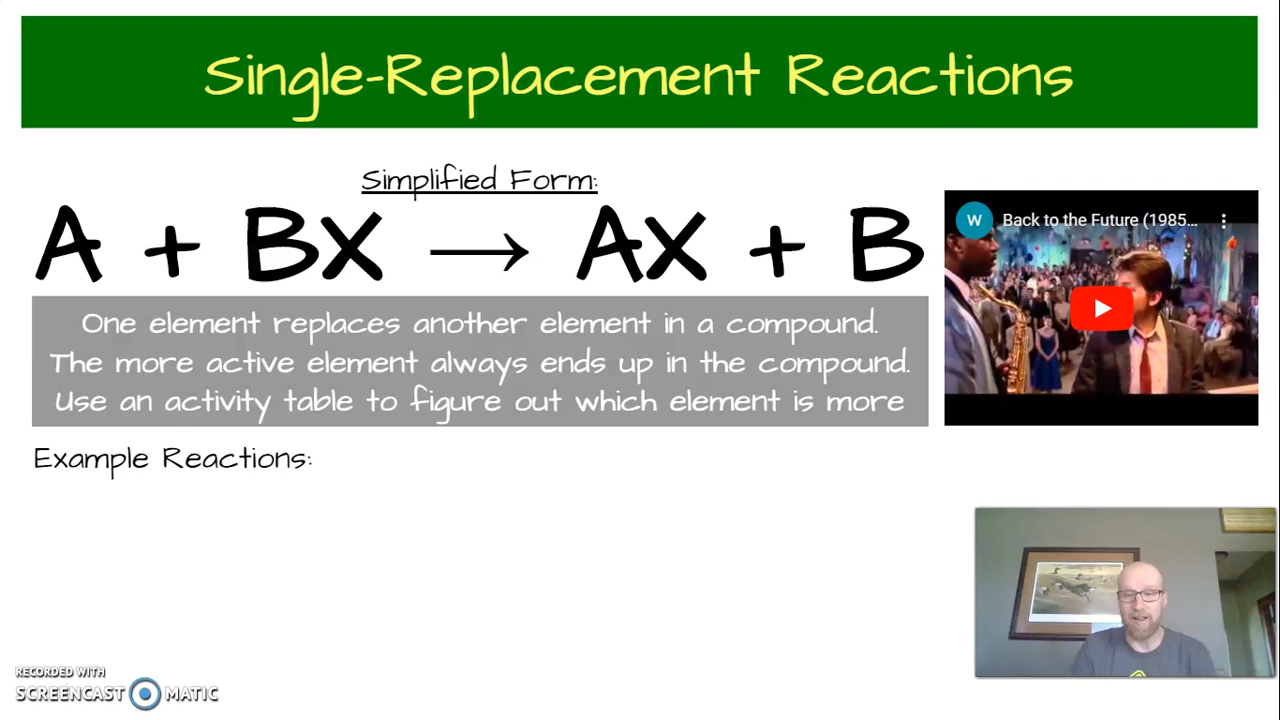 Single-Replacement Reactions
Simplified Form:
A + BX → AX + B
One element replaces another element in a compound.
The more active element always ends up in the compound.
Use an activity table to figure out which element is more
W
Back to the Future (1985...
Example Reactions:
RECORDED WITH
SCREENCAST MATIC